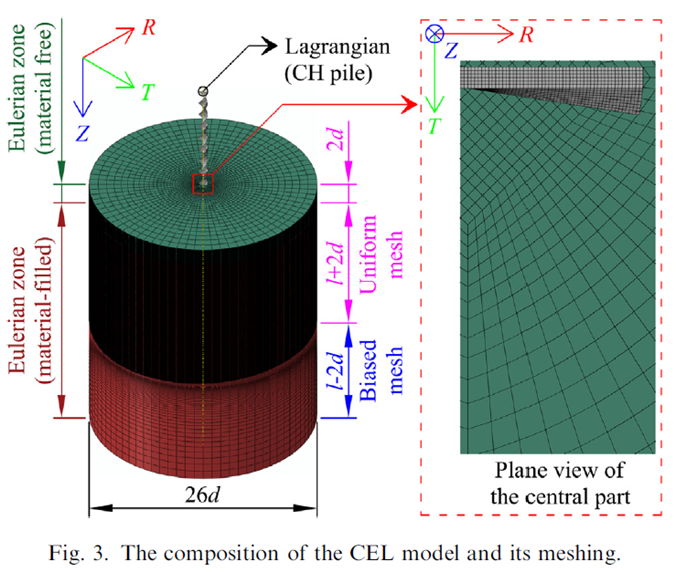 R
T
Z
Lagrangian
(CH pile)
Z
R
T
Eulerian zone
(material free)
2d
Eulerian zone
(material-filled)
l+2d
Uniform
mesh
l-2d
Biased
mesh
26d
Plane view of
the central part
Fig. 3. The composition of the CEL model and its meshing.